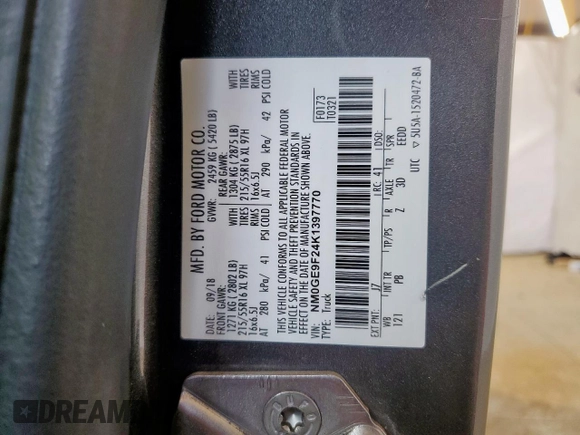 MFD. BY FORD MOTOR CO.
DATE: 09/18 GVWR: 2459 KG ( 5420 LB)
FRONT GAWR: REAR GAWR:
1271 KG ( 2802 LB) WITH 1304 KG ( 2875 LB) WITH
215/55R16 XL 97H TIRES 215/55R16 XL 97H TIRES
16x6.5J RIMS 16x6.5J RIMS
AT 280 kPa/ 41 PSI COLD AT 290 kPa/ 42 PSI COLD
THIS VEHICLE CONFORMS TO ALL APPLICABLE FEDERAL MOTOR
VEHICLE SAFETY AND THEFT PREVENTION STANDARDS IN
EFFECT ON THE DATE OF MANUFACTURE SHOWN ABOVE.
VIN: NM0GE9F24K1397770
TYPE: Truck
F0173
T0321
EXT PNT: J7 RC: 41 DSO:
WB INT TR TP/PS R AXLE TR SPR
121 PB Z 3D EEDD
UTC ▽ 5U5A-1520472-BA